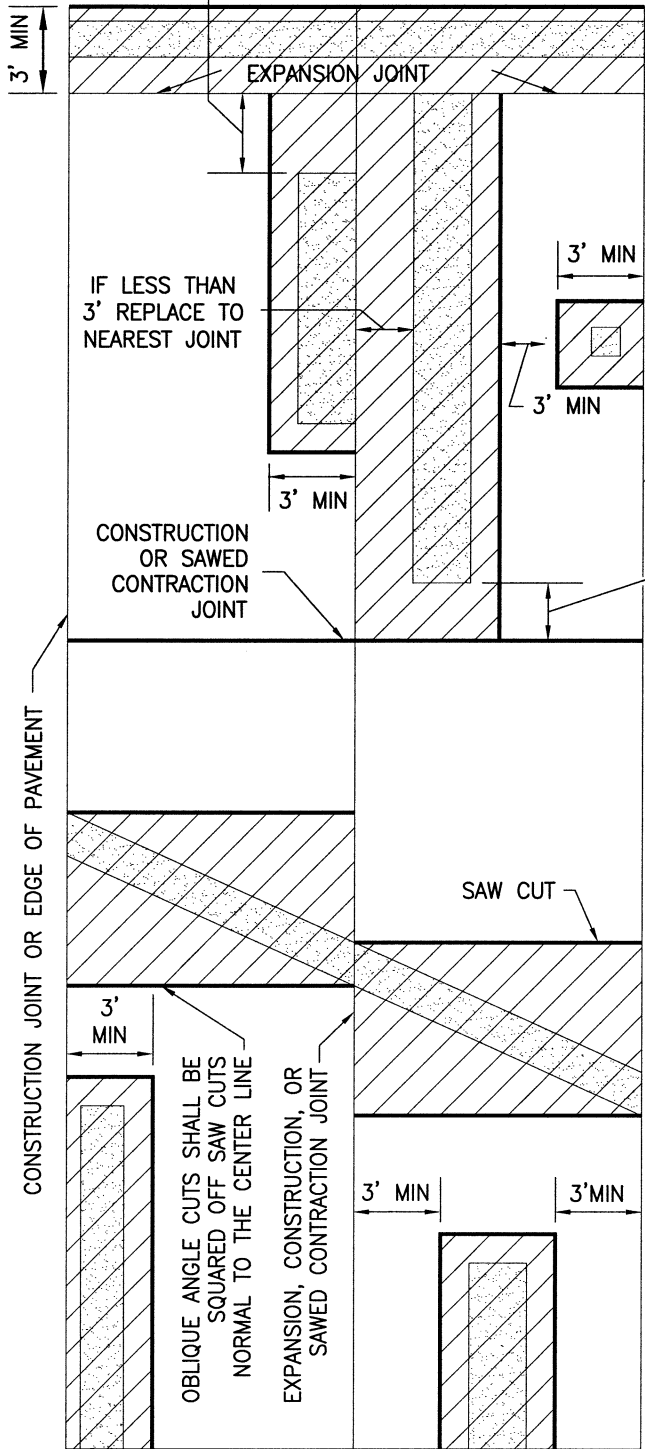 3' MIN
EXPANSION JOINT
3' MIN
IF LESS THAN
3' REPLACE TO
NEAREST JOINT
3' MIN
3' MIN
CONSTRUCTION
OR SAWED
CONTRACTION
JOINT
CONSTRUCTION JOINT OR EDGE OF PAVEMENT
SAW CUT
3'
MIN
OBLIQUE ANGLE CUTS SHALL BE
SQUARED OFF SAW CUTS
NORMAL TO THE CENTER LINE
EXPANSION, CONSTRUCTION, OR
SAWED CONTRACTION JOINT
3' MIN
3'MIN